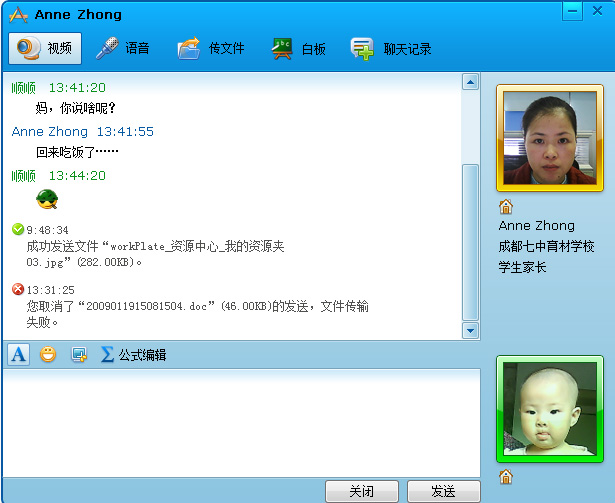 Anne Zhong
视频 语音 传文件 白板 聊天记录
顺顺 13:41:20
妈，你说啥呢？
Anne Zhong 13:41:55
回来吃饭了……
顺顺 13:44:20
9:48:34
成功发送文件“workPlate_资源中心_我的资源夹
03.jpg”(282.00KB)。
13:31:25
您取消了“2009011915081504.doc”(46.00KB)的发送，文件传输
失败。
Anne Zhong
成都七中育材学校
学生家长
A Σ 公式编辑
关闭 发送